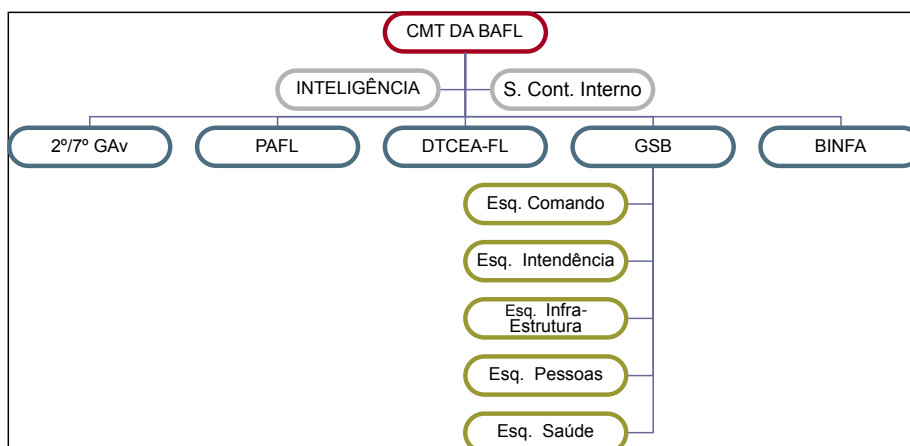 CMT DA BAFL
INTELIGÊNCIA
S. Cont. Interno
2º/7º GAv
PAFL
DTCEA-FL
GSB
BINFA
Esq. Comando
Esq. Intendência
Esq. Infra-
Estrutura
Esq. Pessoas
Esq. Saúde